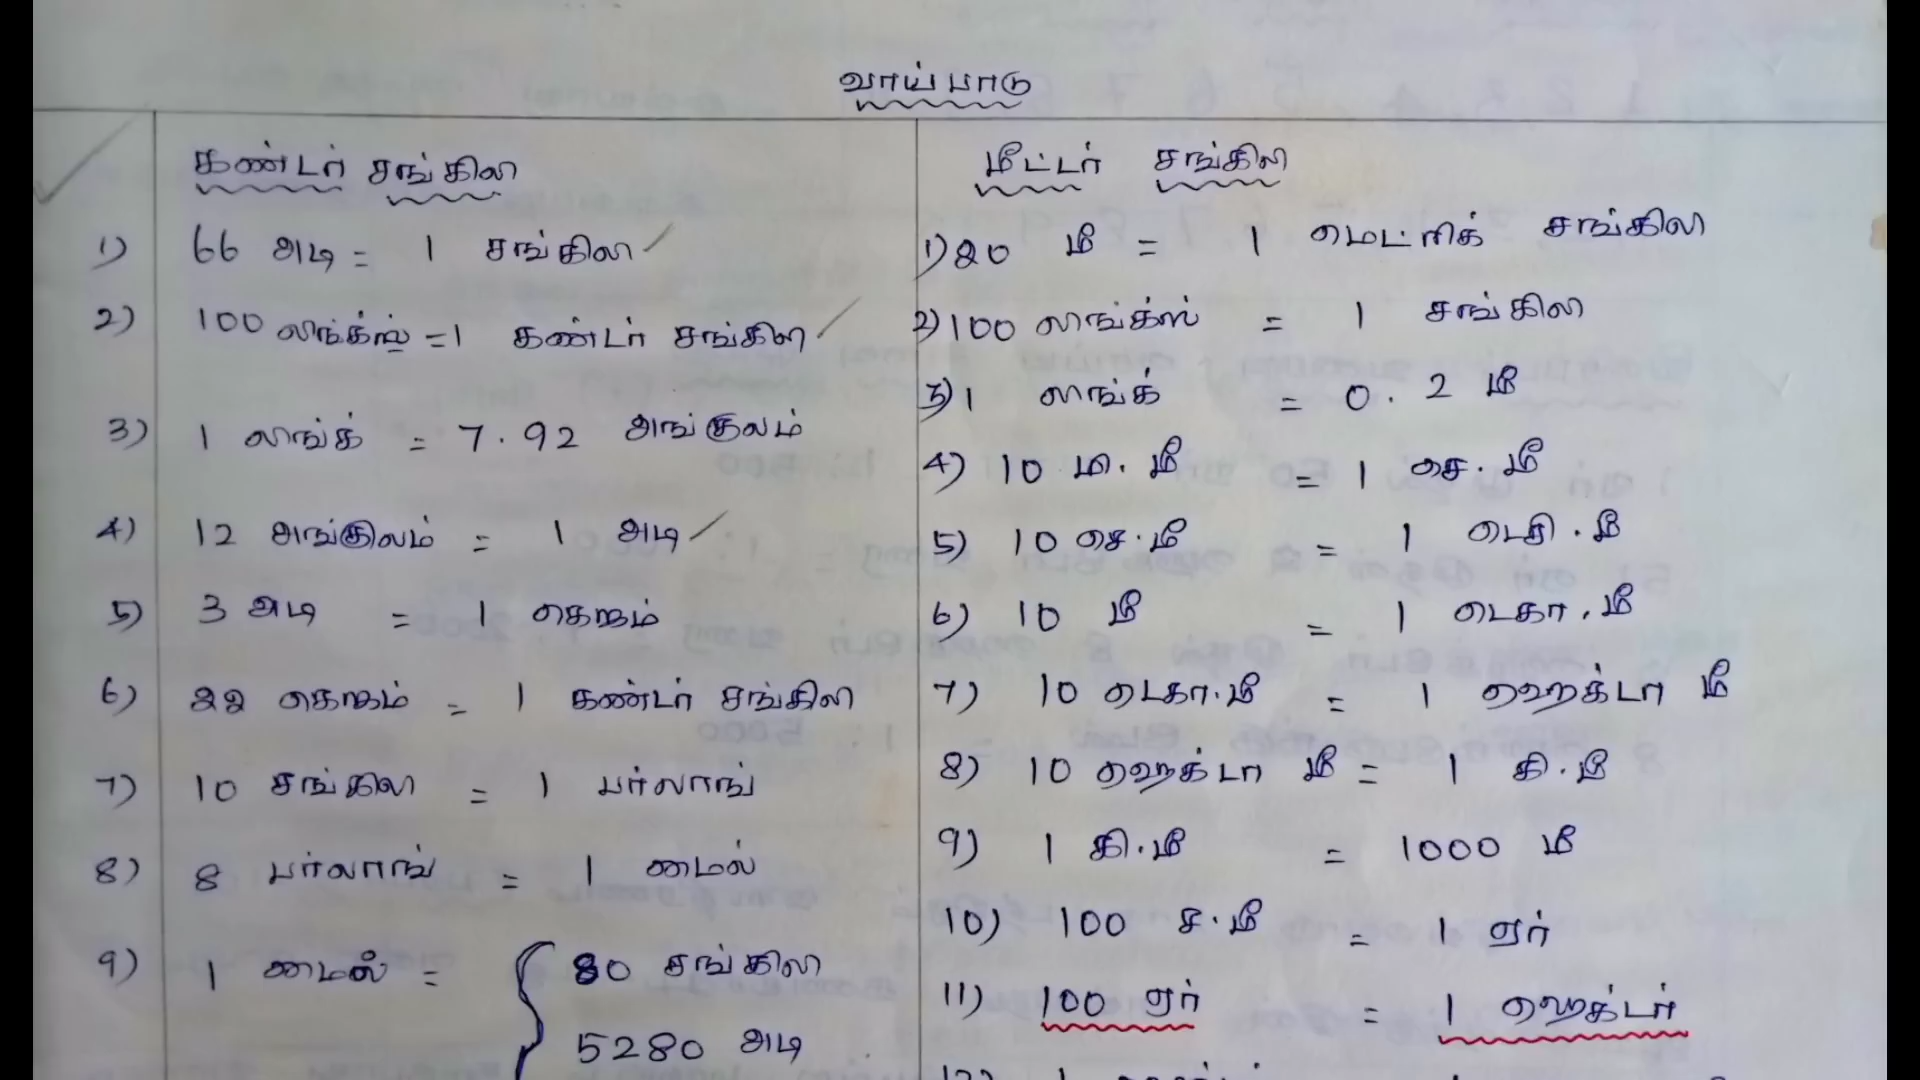 வாய்பாடு
கண்டர் சங்கிலி
1) 66 அடி = 1 சங்கிலி
2) 100 லிங்க்ஸ் = 1 கண்டர் சங்கிலி
3) 1 லிங்க் = 7.92 அங்குலம்
4) 12 அங்குலம் = 1 அடி
5) 3 அடி = 1 கெஜம்
6) 22 கெஜம் = 1 கண்டர் சங்கிலி
7) 10 சங்கிலி = 1 பர்லாங்
8) 8 பர்லாங் = 1 மைல்
9) 1 மைல் = 80 சங்கிலி
5280 அடி
மீட்டர் சங்கிலி
1) 20 மீ = 1 மெட்ரிக் சங்கிலி
2) 100 லிங்க்ஸ் = 1 சங்கிலி
3) 1 லிங்க் = 0.2 மீ
4) 10 மி.மீ = 1 செ.மீ
5) 10 செ.மீ = 1 டெசி.மீ
6) 10 மீ = 1 டெகா.மீ
7) 10 டெகா.மீ = 1 ஹெக்டா மீ
8) 10 ஹெக்டா மீ = 1 கி.மீ
9) 1 கி.மீ = 1000 மீ
10) 100 ச.மீ = 1 ஏர்
11) 100 ஏர் = 1 ஹெக்டர்